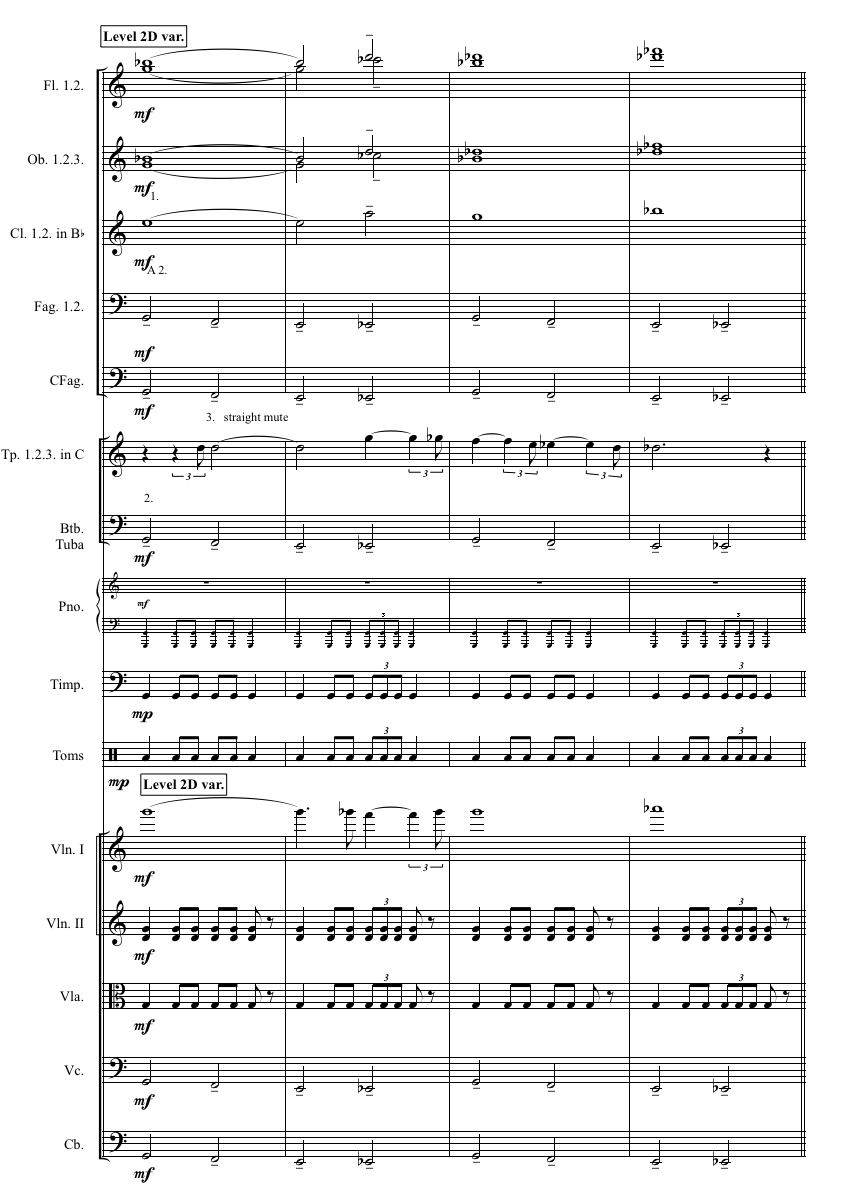 Level 2D var.
Fl. 1.2.
mf
Ob. 1.2.3.
mf
1.
Cl. 1.2. in B♭
mf
A 2.
Fag. 1.2.
mf
CFag.
mf
3. straight mute
Tp. 1.2.3. in C
3 3 3 3
2.
Btb.
Tuba
mf
Pno.
mf
3 3
Timp.
3 3
mp
Toms
3 3
mp
Level 2D var.
Vln. I
3
mf
Vln. II
3 3
mf
Vla.
3 3
mf
Vc.
mf
Cb.
mf